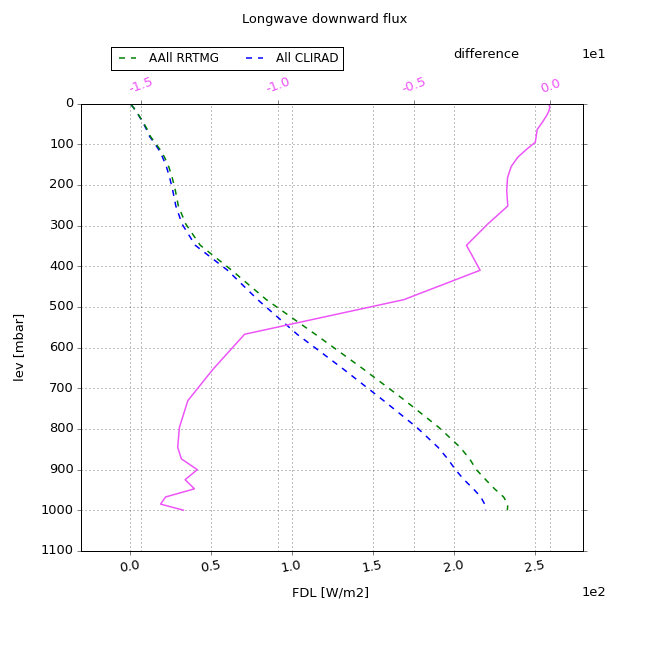 Longwave downward flux
AAll RRTMG All CLIRAD difference 1e1
-1.5 -1.0 -0.5 0.0
0
100
200
300
400
500
600
700
800
900
1000
1100
lev [mbar]
0.0 0.5 1.0 1.5 2.0 2.5
FDL [W/m2] 1e2